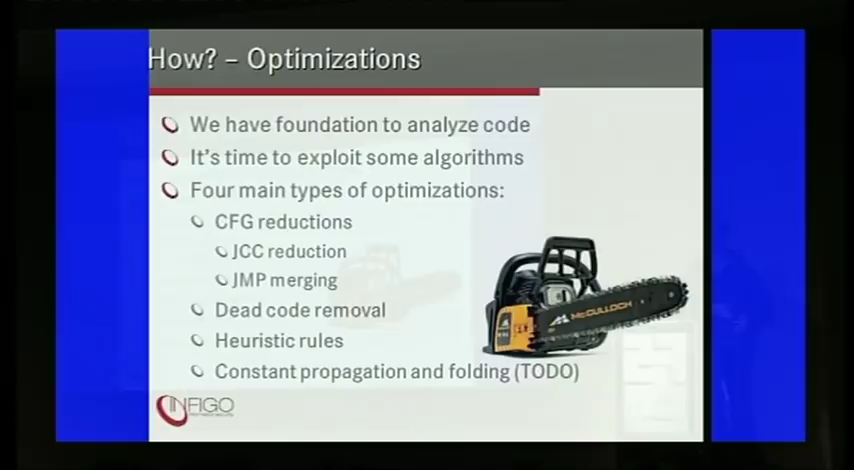 How? – Optimizations
We have foundation to analyze code
It's time to exploit some algorithms
Four main types of optimizations:
CFG reductions
JCC reduction
JMP merging
Dead code removal
Heuristic rules
Constant propagation and folding (TODO)
McCULLOCH
INFIGO